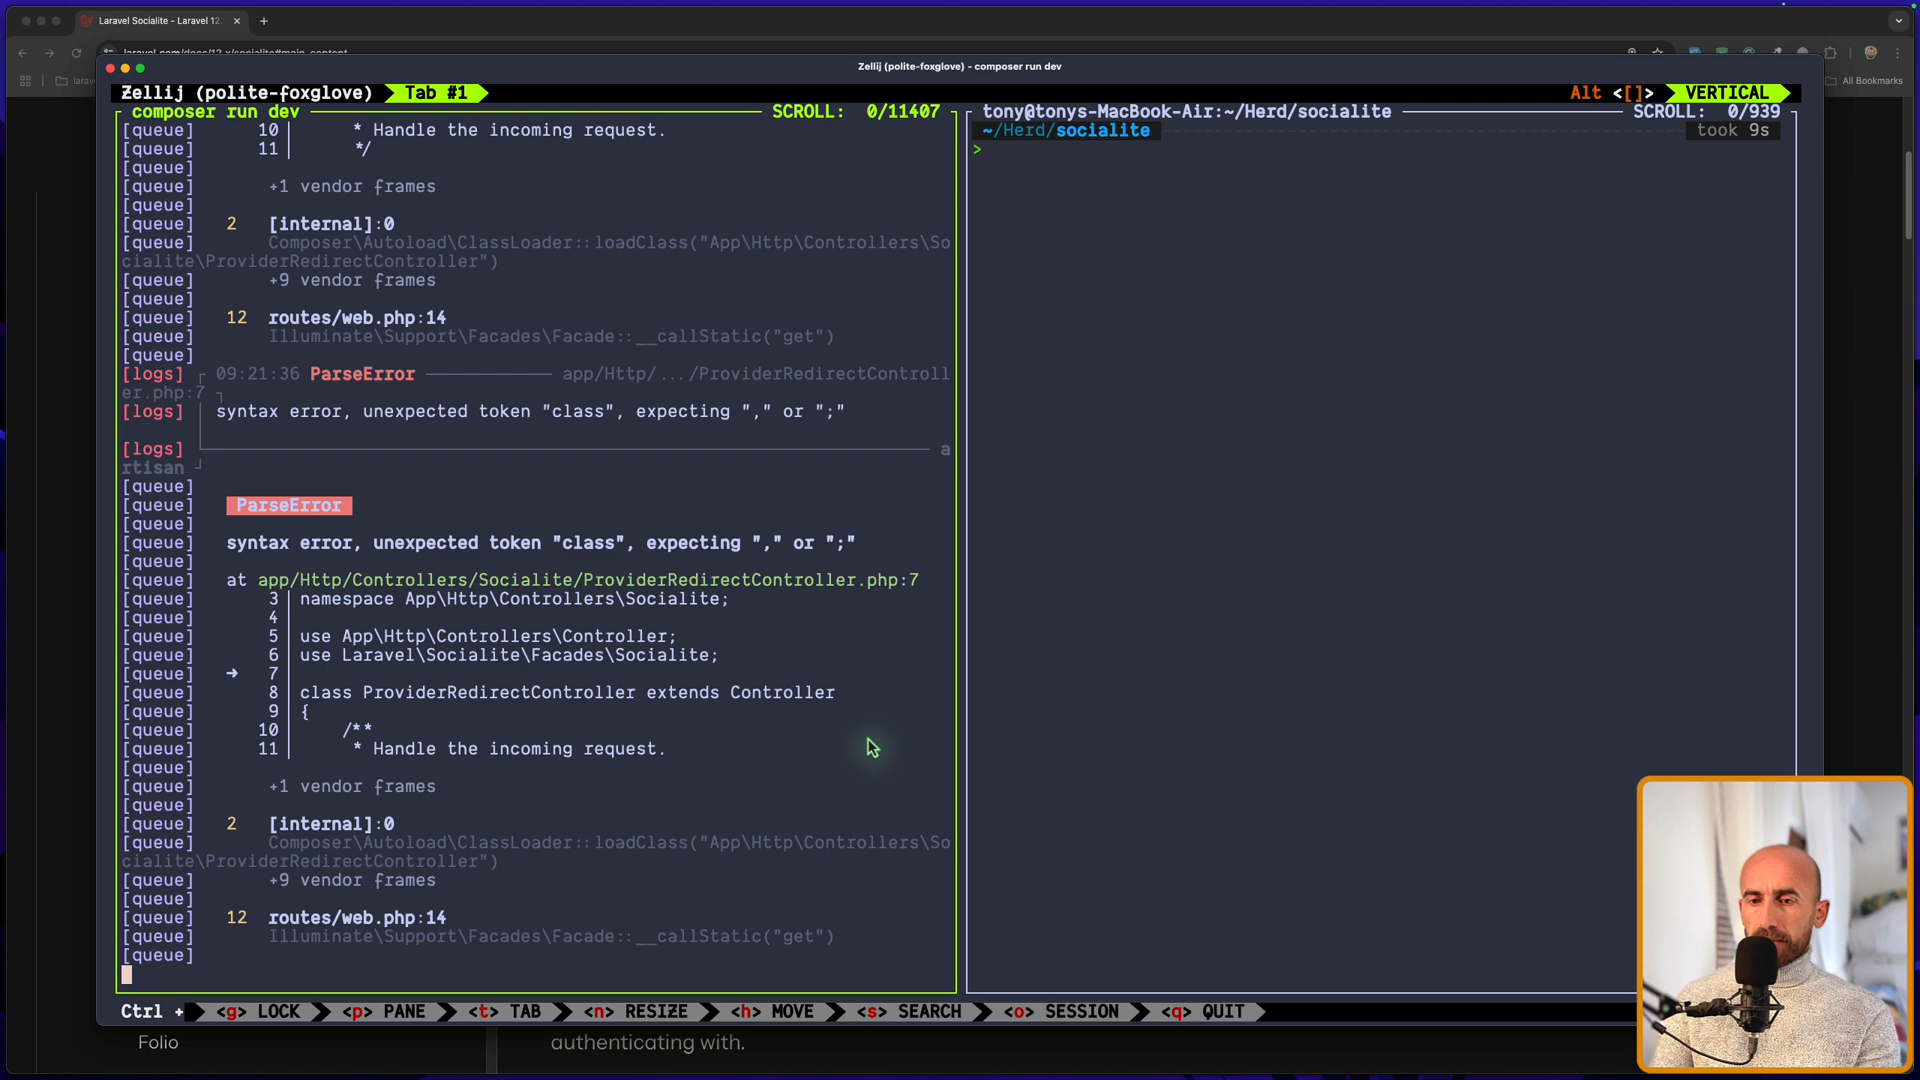 Laravel Socialite - Laravel 12.
laravel.com/docs/12.x/socialite#main_content
All Bookmarks
Zellij (polite-foxglove) - composer run dev
Zellij (polite-foxglove) Tab #1 Alt <[]> VERTICAL
composer run dev SCROLL: 0/11407
[queue] 10 | * Handle the incoming request.
[queue] 11 | */
[queue]
[queue] +1 vendor frames
[queue]
[queue] 2 [internal]:0
[queue] Composer\Autoload\ClassLoader::loadClass("App\Http\Controllers\So
cialite\ProviderRedirectController")
[queue] +9 vendor frames
[queue]
[queue] 12 routes/web.php:14
[queue] Illuminate\Support\Facades\Facade::__callStatic("get")
[queue]
[logs] 09:21:36 ParseError app/Http/.../ProviderRedirectControll
er.php:7
[logs] syntax error, unexpected token "class", expecting "," or ";"
[logs] a
rtisan
[queue]
[queue] ParseError
[queue]
[queue] syntax error, unexpected token "class", expecting "," or ";"
[queue]
[queue] at app/Http/Controllers/Socialite/ProviderRedirectController.php:7
[queue] 3 | namespace App\Http\Controllers\Socialite;
[queue] 4 |
[queue] 5 | use App\Http\Controllers\Controller;
[queue] 6 | use Laravel\Socialite\Facades\Socialite;
[queue] ➜ 7 |
[queue] 8 | class ProviderRedirectController extends Controller
[queue] 9 | {
[queue] 10 | /**
[queue] 11 | * Handle the incoming request.
[queue]
[queue] +1 vendor frames
[queue]
[queue] 2 [internal]:0
[queue] Composer\Autoload\ClassLoader::loadClass("App\Http\Controllers\So
cialite\ProviderRedirectController")
[queue] +9 vendor frames
[queue]
[queue] 12 routes/web.php:14
[queue] Illuminate\Support\Facades\Facade::__callStatic("get")
[queue]
tony@tonys-MacBook-Air:~/Herd/socialite SCROLL: 0/939
~/Herd/socialite took 9s
>
Ctrl + <g> LOCK <p> PANE <t> TAB <n> RESIZE <h> MOVE <s> SEARCH <o> SESSION <q> QUIT
Folio
authenticating with.